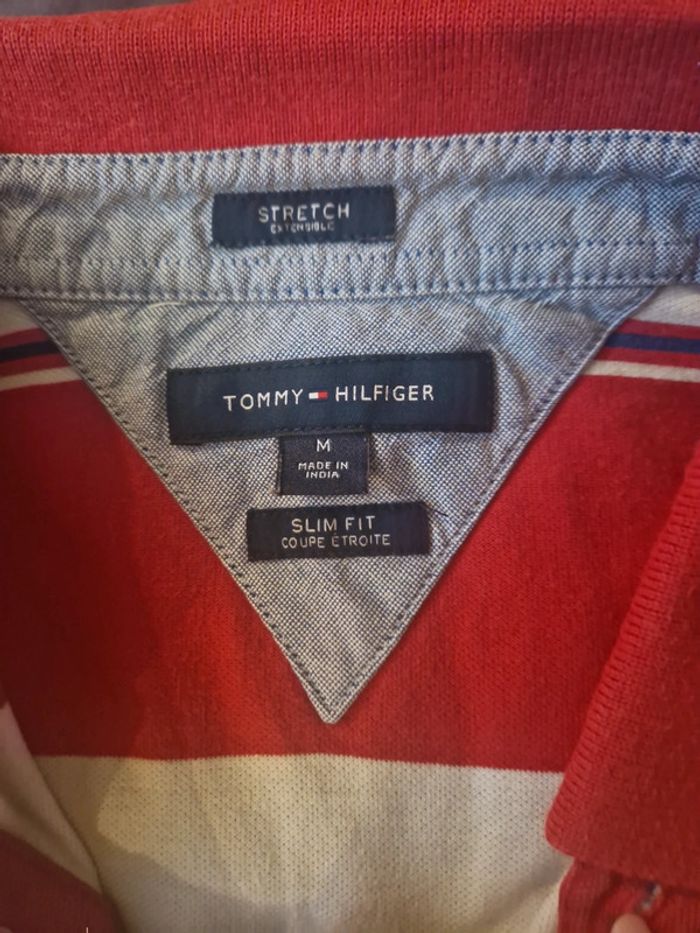 STRETCH
EXTENSIBLE
TOMMY HILFIGER
M
MADE IN
INDIA
SLIM FIT
COUPE ÉTROITE